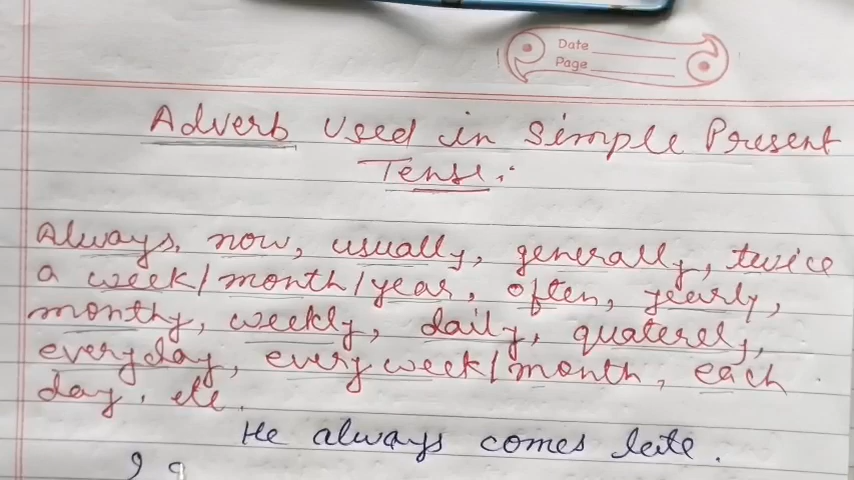 Date
Page
Adverb Used in Simple Present
Tense:
Always, now, usually, generally, twice
a week/month/year, often, yearly,
monthy, weekly, daily, quaterely,
everyday, every week/month, each
day, etc.
He always comes late.